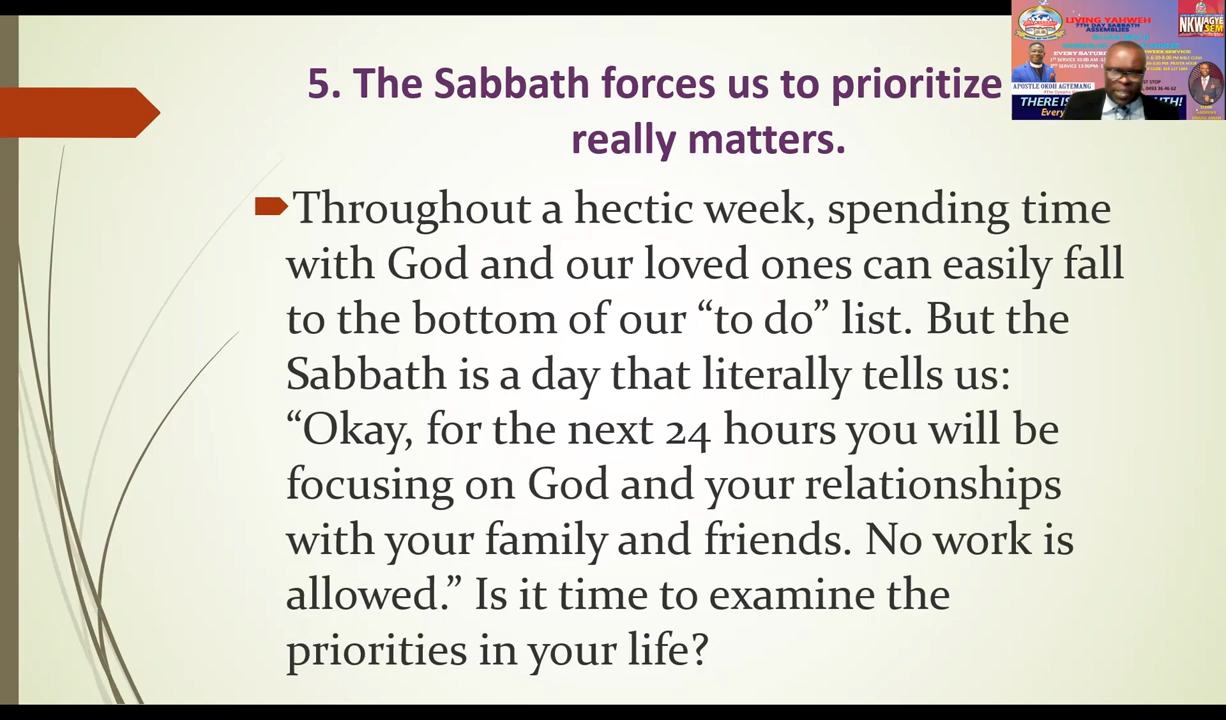 5. The Sabbath forces us to prioritize
really matters.
Throughout a hectic week, spending time
with God and our loved ones can easily fall
to the bottom of our “to do” list. But the
Sabbath is a day that literally tells us:
“Okay, for the next 24 hours you will be
focusing on God and your relationships
with your family and friends. No work is
allowed.” Is it time to examine the
priorities in your life?
LIVING YAHWEH
7TH DAY SABBATH
ASSEMBLIES
NKWAGYE
SEM
APOSTLE OKOH AGYEMANG
THERE IS